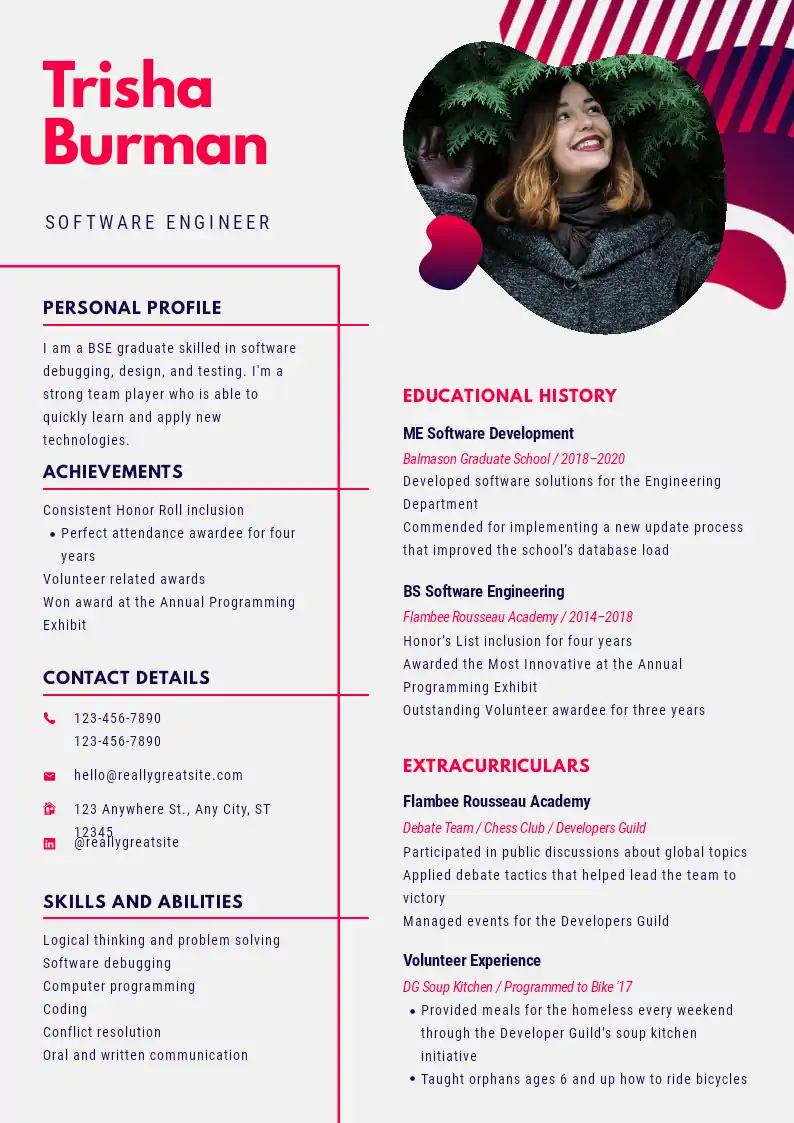 Trisha
Burman
SOFTWARE ENGINEER
PERSONAL PROFILE
I am a BSE graduate skilled in software
debugging, design, and testing. I'm a
strong team player who is able to
quickly learn and apply new
technologies.
ACHIEVEMENTS
Consistent Honor Roll inclusion
• Perfect attendance awardee for four
years
Volunteer related awards
Won award at the Annual Programming
Exhibit
CONTACT DETAILS
123-456-7890
123-456-7890
hello@reallygreatsite.com
123 Anywhere St., Any City, ST
12345
@reallygreatsite
SKILLS AND ABILITIES
Logical thinking and problem solving
Software debugging
Computer programming
Coding
Conflict resolution
Oral and written communication
EDUCATIONAL HISTORY
ME Software Development
Balmason Graduate School / 2018–2020
Developed software solutions for the Engineering
Department
Commended for implementing a new update process
that improved the school’s database load
BS Software Engineering
Flambee Rousseau Academy / 2014–2018
Honor’s List inclusion for four years
Awarded the Most Innovative at the Annual
Programming Exhibit
Outstanding Volunteer awardee for three years
EXTRACURRICULARS
Flambee Rousseau Academy
Debate Team / Chess Club / Developers Guild
Participated in public discussions about global topics
Applied debate tactics that helped lead the team to
victory
Managed events for the Developers Guild
Volunteer Experience
DG Soup Kitchen / Programmed to Bike '17
• Provided meals for the homeless every weekend
through the Developer Guild’s soup kitchen
initiative
• Taught orphans ages 6 and up how to ride bicycles